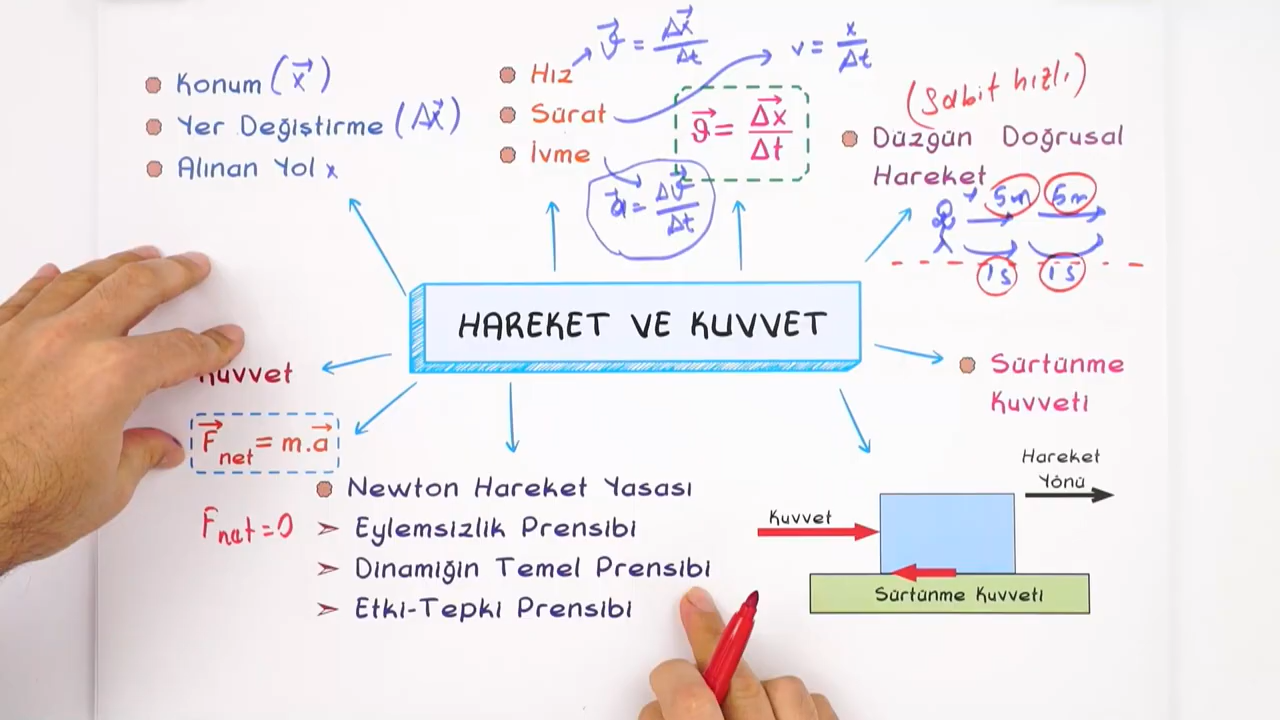 Konum (x⃗)
Yer Değiştirme (Δx⃗)
Alınan Yol x
Hız ϑ⃗ = Δx⃗/Δt
Sürat v = x/Δt
İvme a⃗ = Δϑ⃗/Δt
ϑ⃗ = Δx⃗/Δt
(Sabit hızlı)
Düzgün Doğrusal
Hareket
5m 5m
1s 1s
HAREKET VE KUVVET
Kuvvet
F⃗net = m.a⃗
Fnet = 0
Newton Hareket Yasası
➢ Eylemsizlik Prensibi
➢ Dinamiğin Temel Prensibi
➢ Etki-Tepki Prensibi
Sürtünme
Kuvveti
Hareket
Yönü
Kuvvet
Sürtünme Kuvveti